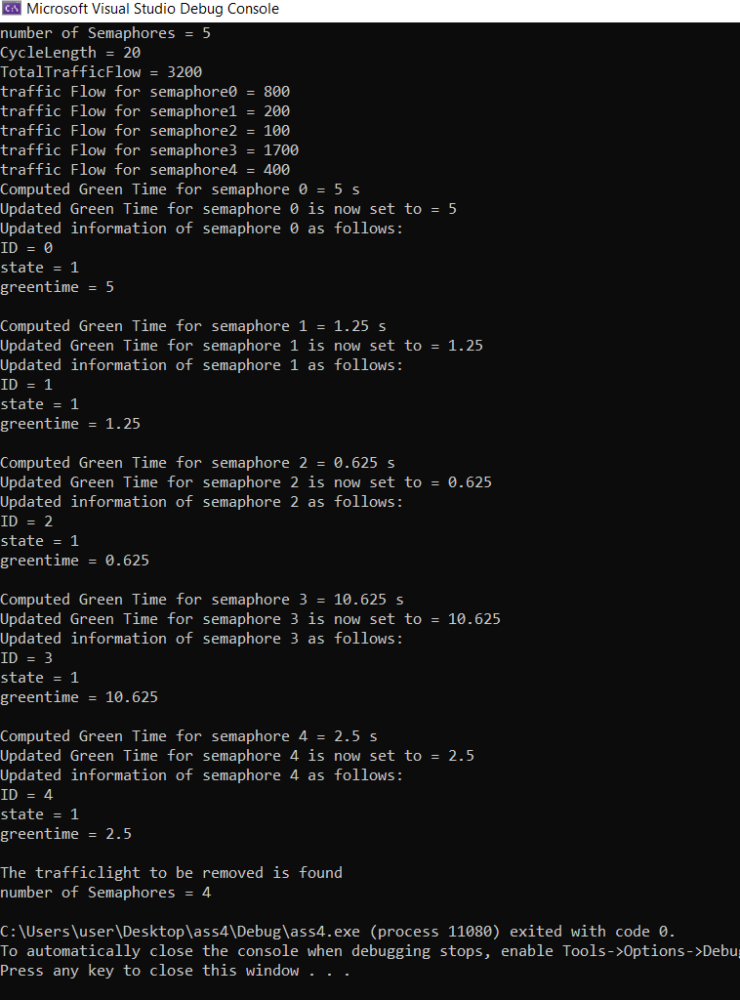 Microsoft Visual Studio Debug Console
number of Semaphores = 5
CycleLength = 20
TotalTrafficFlow = 3200
traffic Flow for semaphore0 = 800
traffic Flow for semaphore1 = 200
traffic Flow for semaphore2 = 100
traffic Flow for semaphore3 = 1700
traffic Flow for semaphore4 = 400
Computed Green Time for semaphore 0 = 5 s
Updated Green Time for semaphore 0 is now set to = 5
Updated information of semaphore 0 as follows:
ID = 0
state = 1
greentime = 5
Computed Green Time for semaphore 1 = 1.25 s
Updated Green Time for semaphore 1 is now set to = 1.25
Updated information of semaphore 1 as follows:
ID = 1
state = 1
greentime = 1.25
Computed Green Time for semaphore 2 = 0.625 s
Updated Green Time for semaphore 2 is now set to = 0.625
Updated information of semaphore 2 as follows:
ID = 2
state = 1
greentime = 0.625
Computed Green Time for semaphore 3 = 10.625 s
Updated Green Time for semaphore 3 is now set to = 10.625
Updated information of semaphore 3 as follows:
ID = 3
state = 1
greentime = 10.625
Computed Green Time for semaphore 4 = 2.5 s
Updated Green Time for semaphore 4 is now set to = 2.5
Updated information of semaphore 4 as follows:
ID = 4
state = 1
greentime = 2.5
The trafficlight to be removed is found
number of Semaphores = 4
C:\Users\user\Desktop\ass4\Debug\ass4.exe (process 11080) exited with code 0.
To automatically close the console when debugging stops, enable Tools->Options->Debu
Press any key to close this window . . .